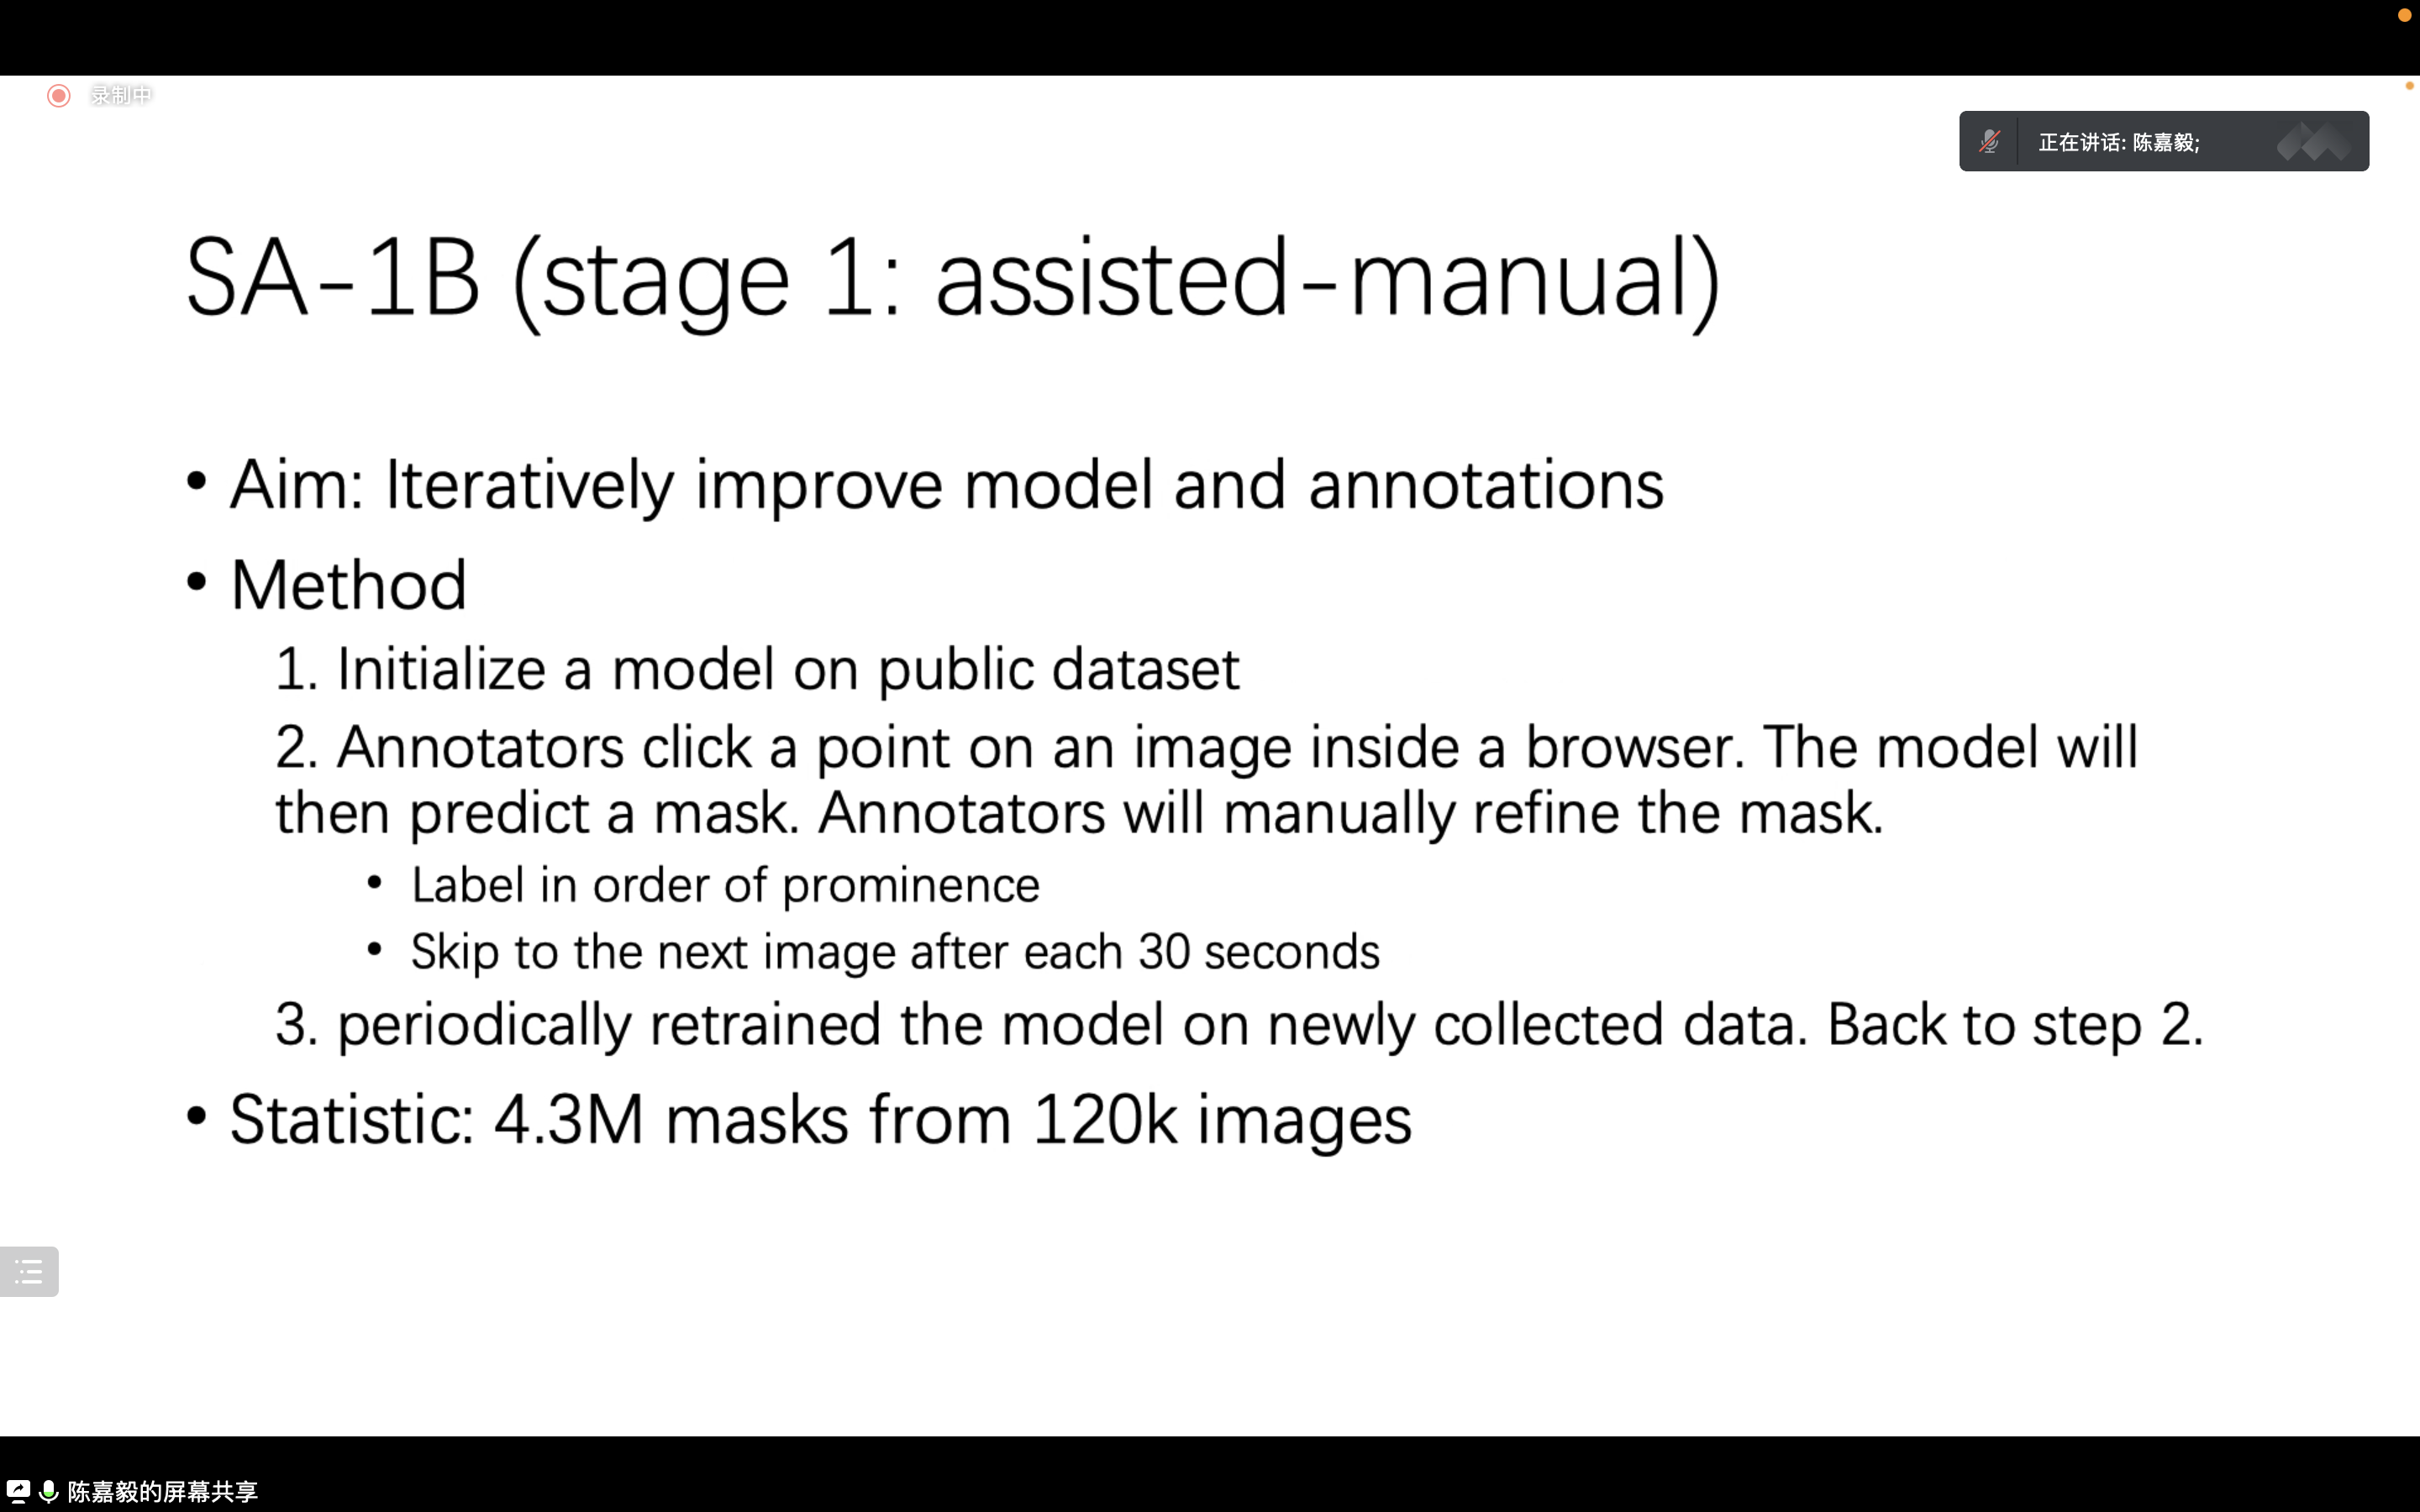 录制中
正在讲话: 陈嘉毅;
SA-1B (stage 1: assisted-manual)
• Aim: Iteratively improve model and annotations
• Method
1. Initialize a model on public dataset
2. Annotators click a point on an image inside a browser. The model will
then predict a mask. Annotators will manually refine the mask.
• Label in order of prominence
• Skip to the next image after each 30 seconds
3. periodically retrained the model on newly collected data. Back to step 2.
• Statistic: 4.3M masks from 120k images
陈嘉毅的屏幕共享